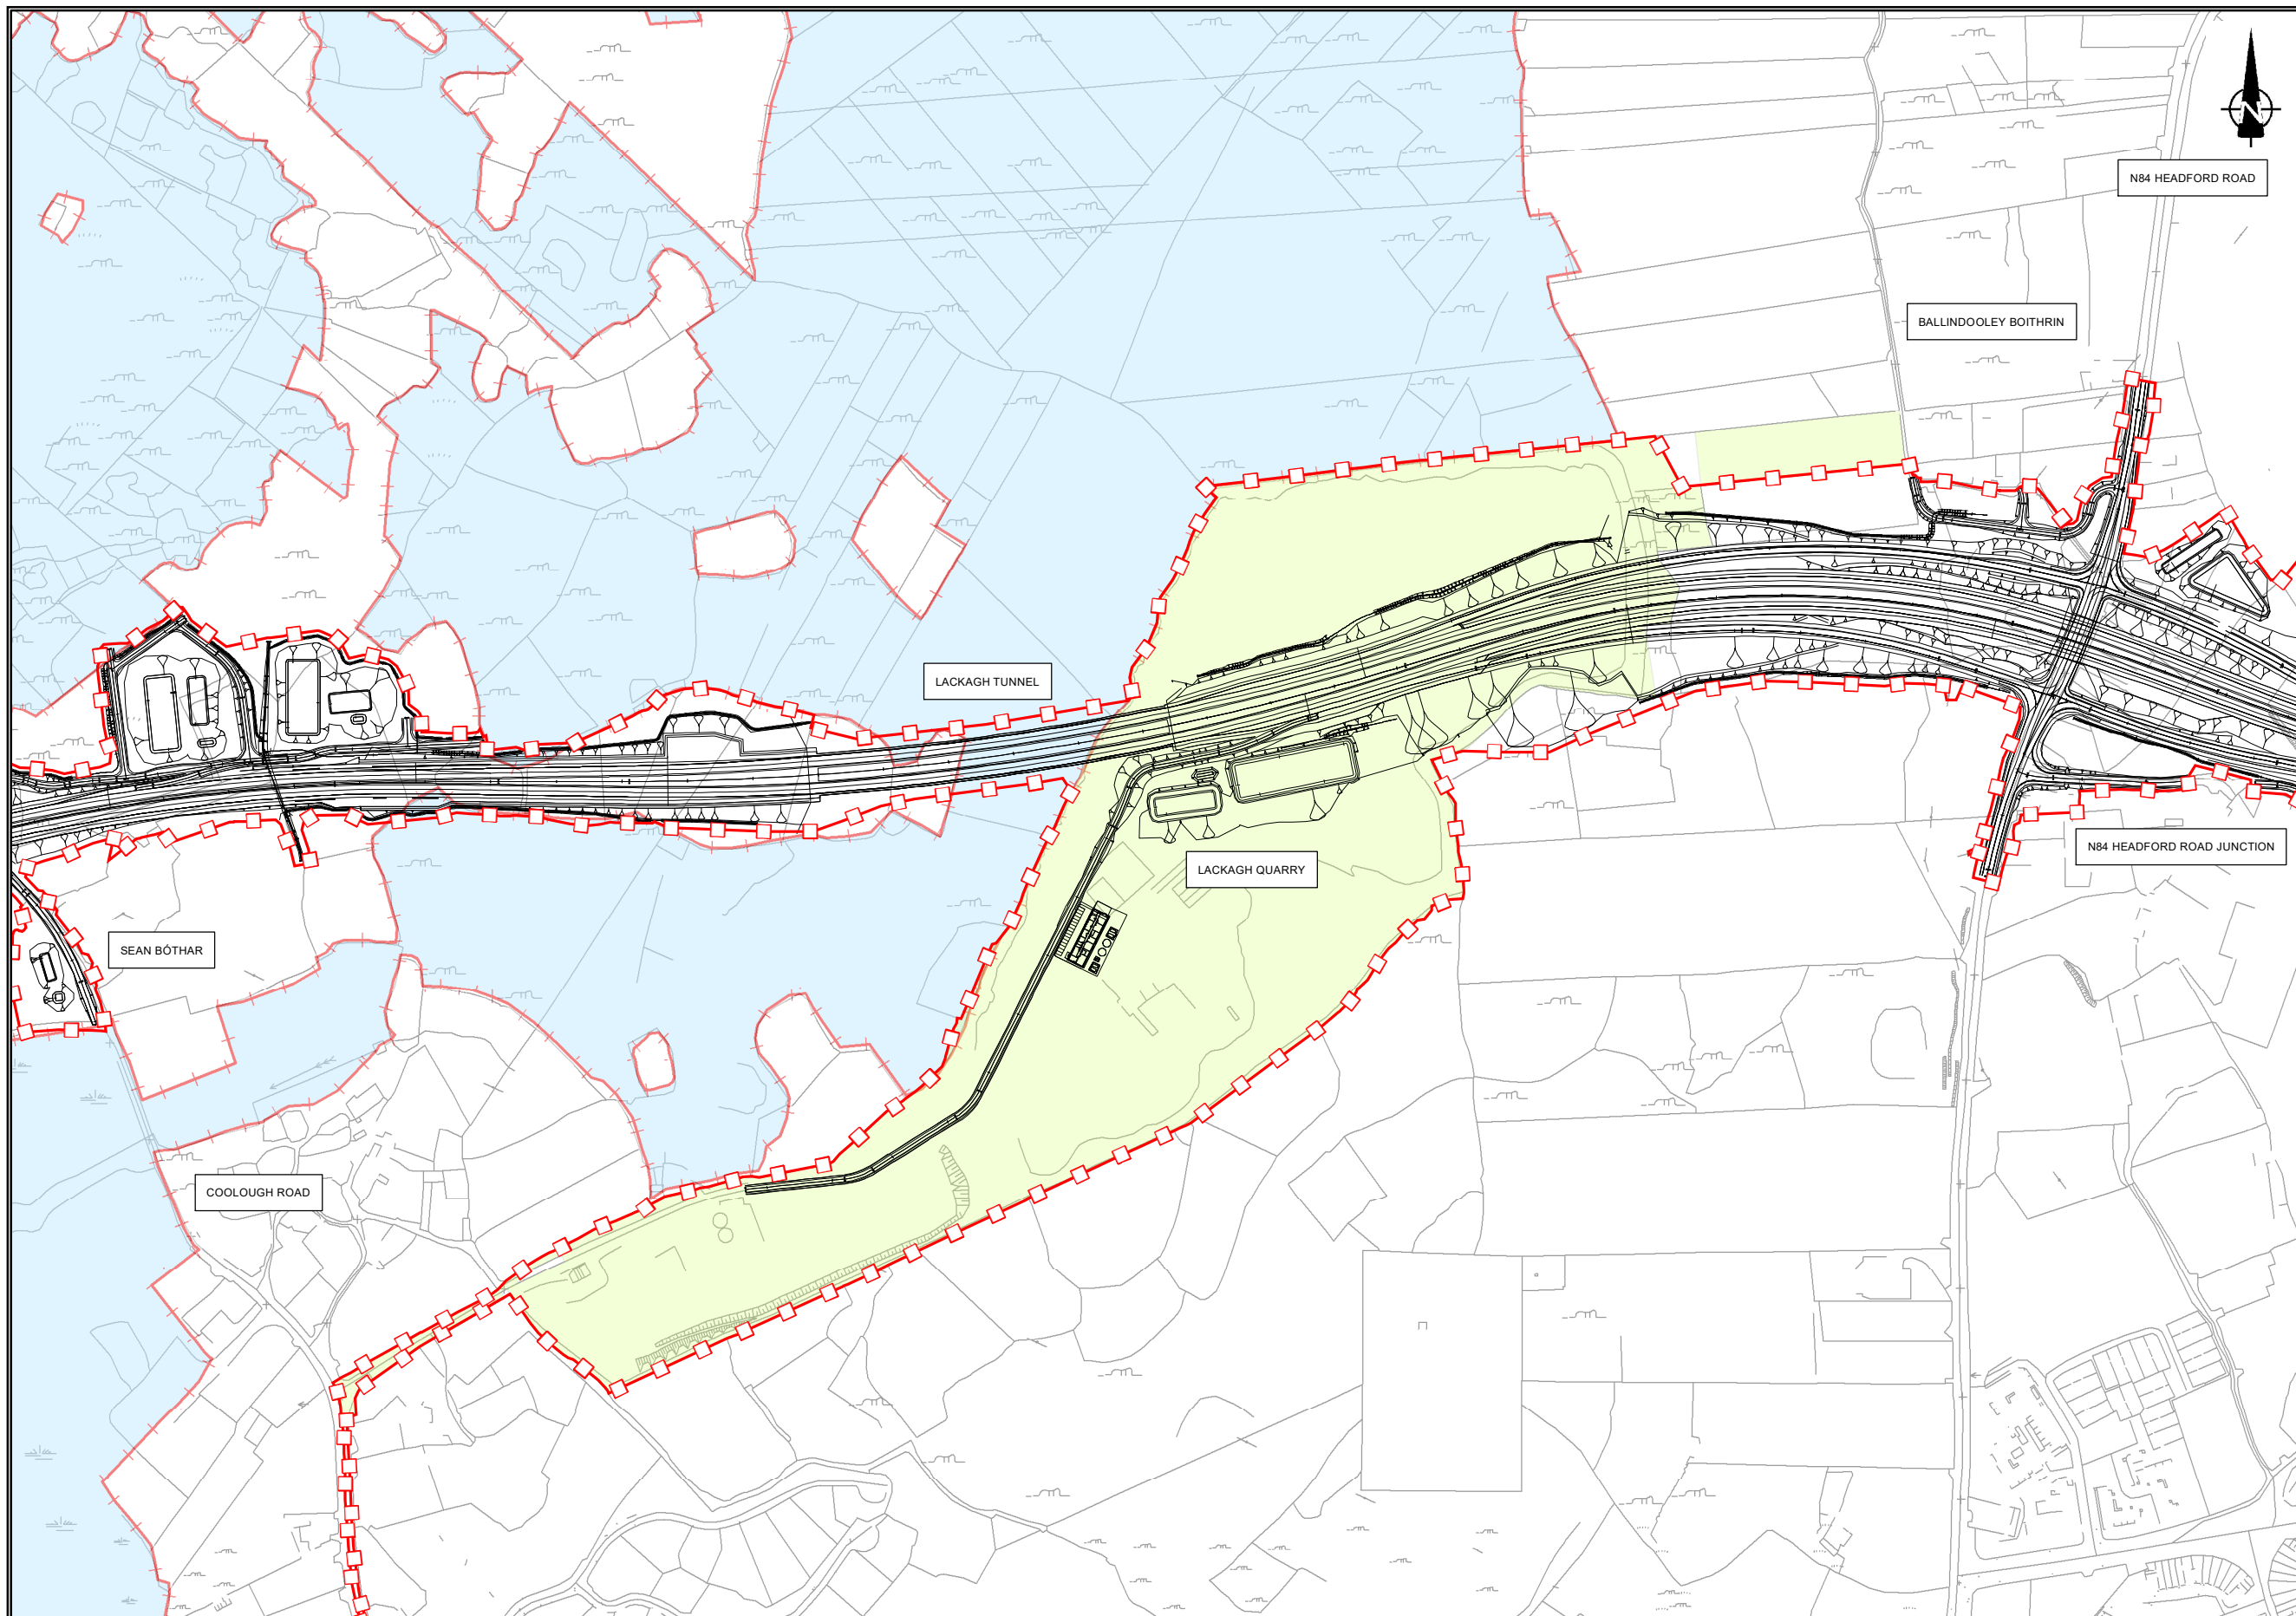 N
N84 HEADFORD ROAD
BALLINDOOLEY BOITHRIN
LACKAGH TUNNEL
N84 HEADFORD ROAD JUNCTION
LACKAGH QUARRY
SEAN BÓTHAR
COOLOUGH ROAD